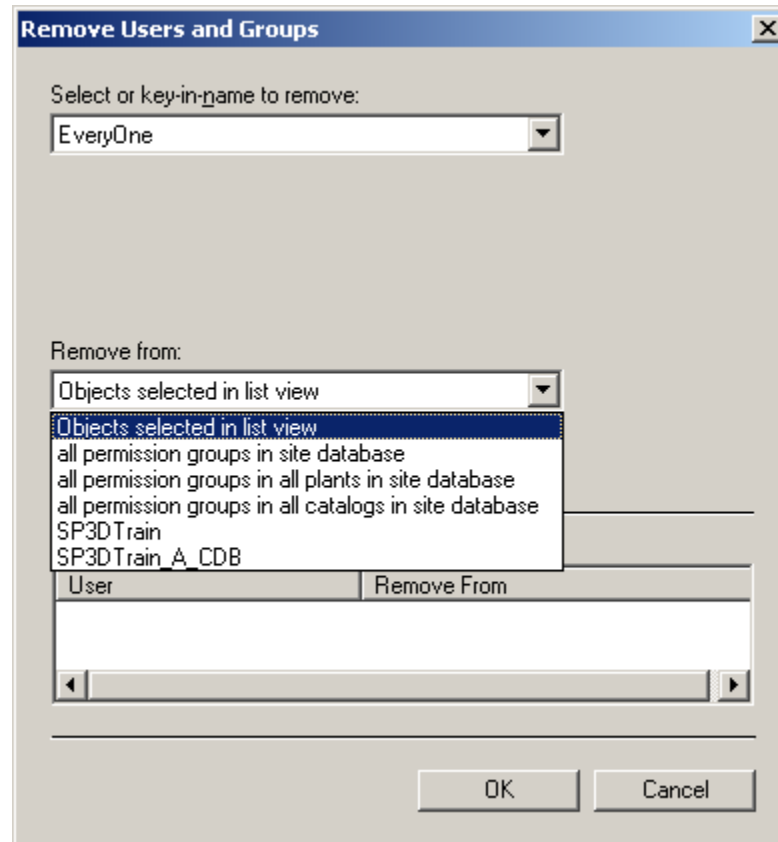 Remove Users and Groups
Select or key-in-name to remove:
EveryOne
Remove from:
Objects selected in list view
Objects selected in list view
all permission groups in site database
all permission groups in all plants in site database
all permission groups in all catalogs in site database
SP3DTrain
SP3DTrain_A_CDB
User Remove From
OK Cancel